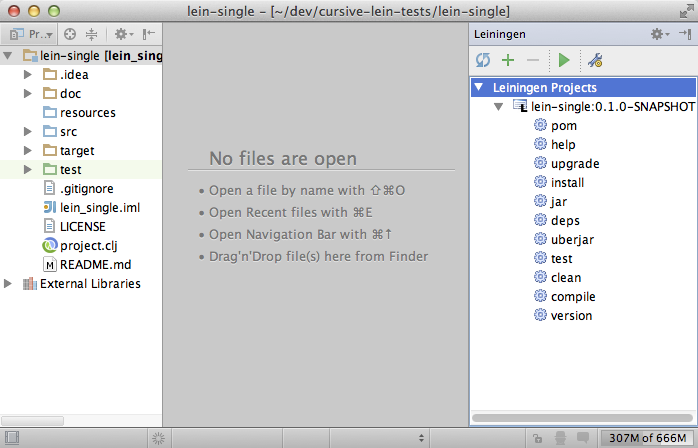 lein-single – [~/dev/cursive-lein-tests/lein-single]
Pr..
lein-single [lein_sing
.idea
doc
resources
src
target
test
.gitignore
lein_single.iml
LICENSE
project.clj
README.md
External Libraries
No files are open
• Open a file by name with ⇧⌘O
• Open Recent files with ⌘E
• Open Navigation Bar with ⌘↑
• Drag'n'Drop file(s) here from Finder
Leiningen
Leiningen Projects
lein-single:0.1.0-SNAPSHOT
pom
help
upgrade
install
jar
deps
uberjar
test
clean
compile
version
307M of 666M